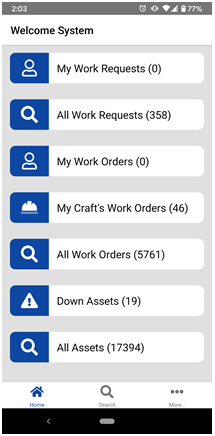 2:03
77%
Welcome System
My Work Requests (0)
All Work Requests (358)
My Work Orders (0)
My Craft's Work Orders (46)
All Work Orders (5761)
Down Assets (19)
All Assets (17394)
Home
Search
More...